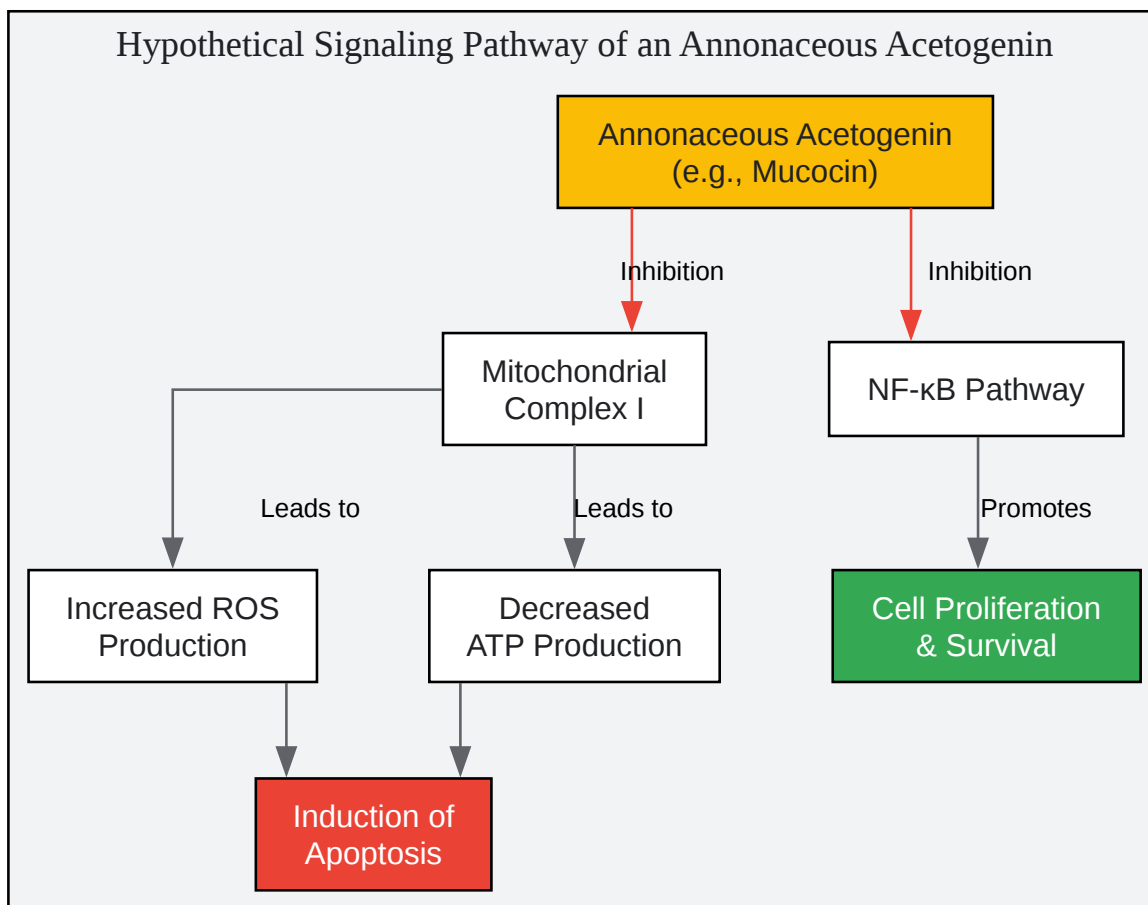 Hypothetical Signaling Pathway of an Annonaceous Acetogenin
Annonaceous Acetogenin
(e.g., Mucocin)
Inhibition
Inhibition
Mitochondrial
Complex I
NF-κB Pathway
Leads to
Leads to
Promotes
Increased ROS
Production
Decreased
ATP Production
Cell Proliferation
& Survival
Induction of
Apoptosis